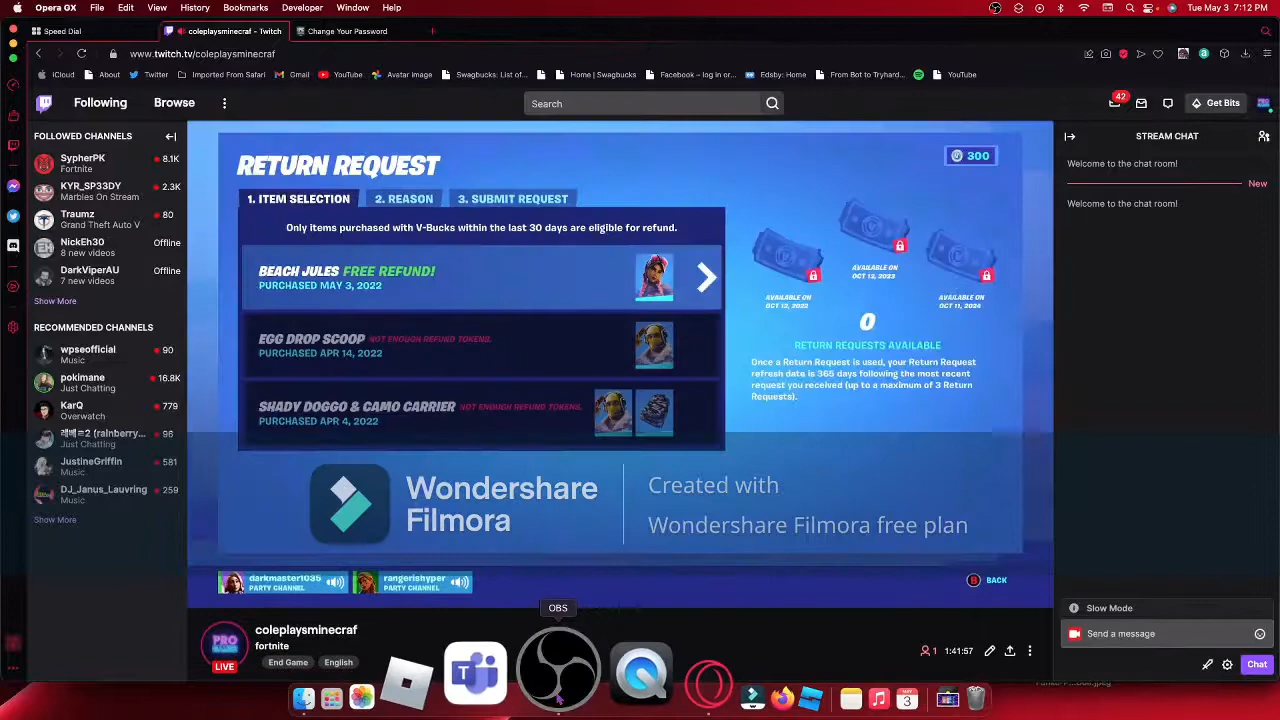 Opera GX File Edit View History Bookmarks Developer Window Help Tue May 3 7:12 PM
Speed Dial coleplaysminecraf - Twitch Change Your Password
www.twitch.tv/coleplaysminecraf
iCloud About Twitter Imported From Safari Gmail YouTube Avatar image Swagbucks: List of... Home | Swagbucks Facebook – log in or... Edsby: Home From Bot to Tryhard... YouTube
Following Browse Search 42 Get Bits
FOLLOWED CHANNELS
SypherPK 8.1K
Fortnite
KYR_SP33DY 2.3K
Marbles On Stream
Traumz 80
Grand Theft Auto V
NickEh30 Offline
8 new videos
DarkViperAU Offline
7 new videos
Show More
RECOMMENDED CHANNELS
wpseofficial 90
Music
pokimane 16.8K
Just Chatting
KarQ 779
Overwatch
96
Just Chatting
JustineGriffin 581
Music
DJ_Janus_Lauvring 259
Music
Show More
RETURN REQUEST
300
1. ITEM SELECTION 2. REASON 3. SUBMIT REQUEST
Only items purchased with V-Bucks within the last 30 days are eligible for refund.
BEACH JULES FREE REFUND!
PURCHASED MAY 3, 2022
EGG DROP SCOOP NOT ENOUGH REFUND TOKENS.
PURCHASED APR 14, 2022
SHADY DOGGO & CAMO CARRIER NOT ENOUGH REFUND TOKENS.
PURCHASED APR 4, 2022
AVAILABLE ON
OCT 12, 2022
AVAILABLE ON
OCT 12, 2023
AVAILABLE ON
OCT 11, 2024
0
RETURN REQUESTS AVAILABLE
Once a Return Request is used, your Return Request
refresh date is 365 days following the most recent
request you received (up to a maximum of 3 Return
Requests).
Wondershare
Filmora
Created with
Wondershare Filmora free plan
darkmaster1035
PARTY CHANNEL
rangerishyper
PARTY CHANNEL
B BACK
OBS
PRO
LIVE
coleplaysminecraf
fortnite
End Game English
1 1:41:57
STREAM CHAT
Welcome to the chat room!
New
Welcome to the chat room!
Slow Mode
Send a message
Chat
MAY
3